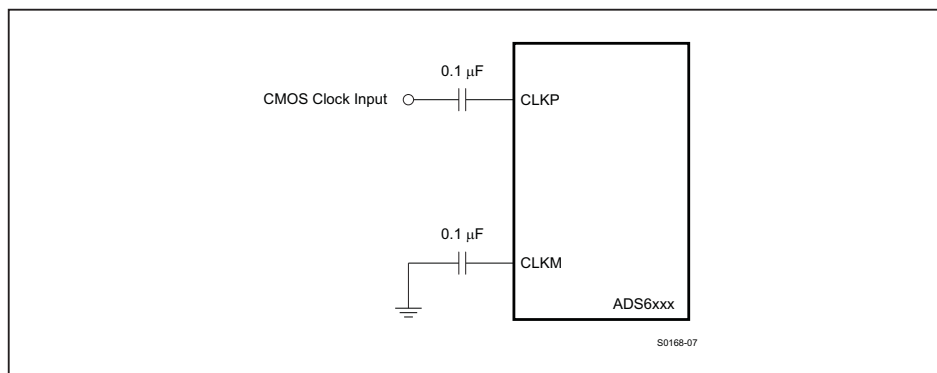 0.1 μF
CMOS Clock Input
CLKP
0.1 μF
CLKM
ADS6xxx
S0168-07